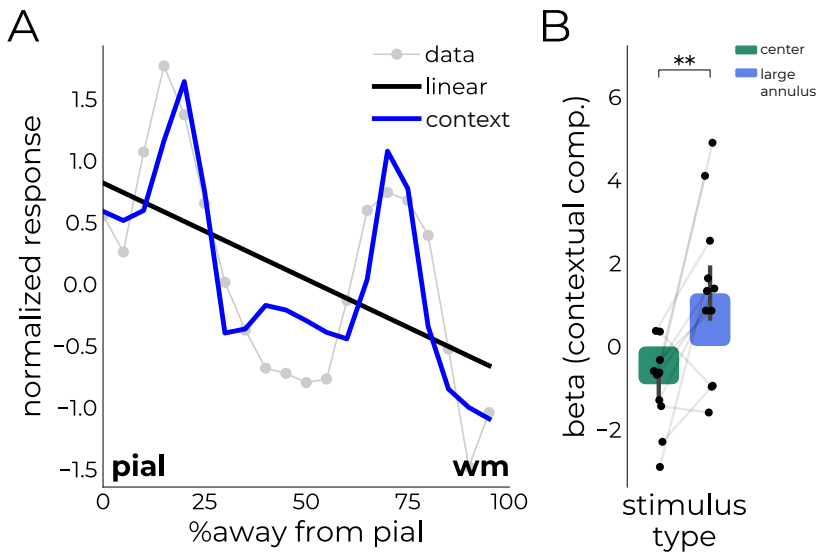 A
normalized response
1.5
1.0
0.5
0.0
−0.5
−1.0
−1.5
data
linear
context
pial
wm
0
25
50
75
100
%away from pial
B
center
large
annulus
**
beta (contextual comp.)
6
4
2
0
−2
stimulus
type